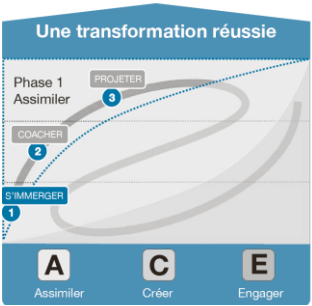 Une transformation réussie
Phase 1
Assimiler
PROJETER
3
COACHER
2
S'IMMERGER
1
A
C
E
Assimiler
Créer
Engager